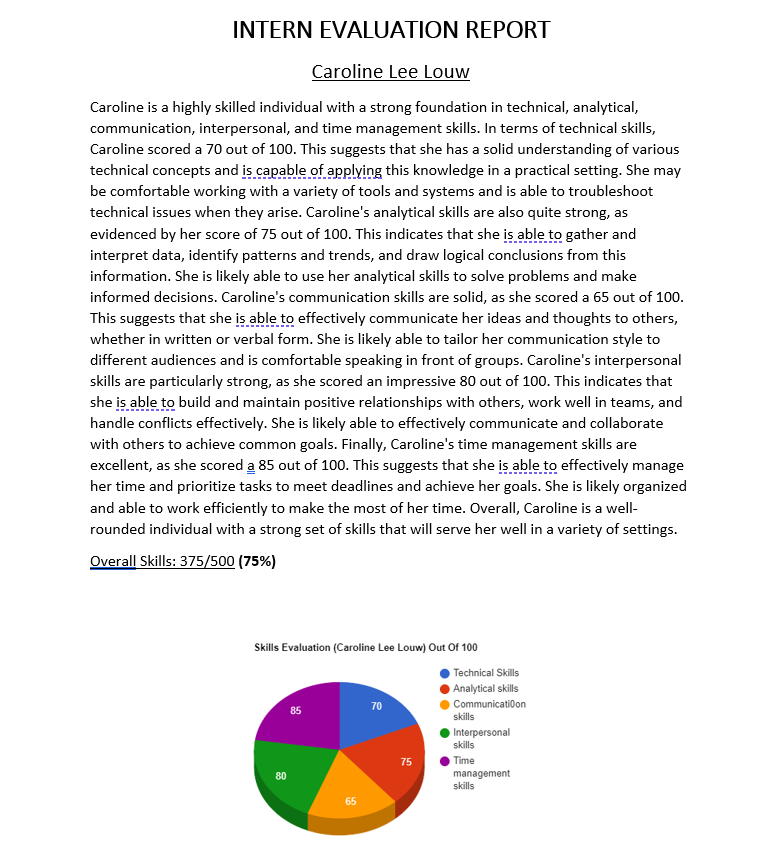 INTERN EVALUATION REPORT
Caroline Lee Louw
Caroline is a highly skilled individual with a strong foundation in technical, analytical,
communication, interpersonal, and time management skills. In terms of technical skills,
Caroline scored a 70 out of 100. This suggests that she has a solid understanding of various
technical concepts and is capable of applying this knowledge in a practical setting. She may
be comfortable working with a variety of tools and systems and is able to troubleshoot
technical issues when they arise. Caroline's analytical skills are also quite strong, as
evidenced by her score of 75 out of 100. This indicates that she is able to gather and
interpret data, identify patterns and trends, and draw logical conclusions from this
information. She is likely able to use her analytical skills to solve problems and make
informed decisions. Caroline's communication skills are solid, as she scored a 65 out of 100.
This suggests that she is able to effectively communicate her ideas and thoughts to others,
whether in written or verbal form. She is likely able to tailor her communication style to
different audiences and is comfortable speaking in front of groups. Caroline's interpersonal
skills are particularly strong, as she scored an impressive 80 out of 100. This indicates that
she is able to build and maintain positive relationships with others, work well in teams, and
handle conflicts effectively. She is likely able to effectively communicate and collaborate
with others to achieve common goals. Finally, Caroline's time management skills are
excellent, as she scored a 85 out of 100. This suggests that she is able to effectively manage
her time and prioritize tasks to meet deadlines and achieve her goals. She is likely organized
and able to work efficiently to make the most of her time. Overall, Caroline is a well-
rounded individual with a strong set of skills that will serve her well in a variety of settings.
Overall Skills: 375/500 (75%)
Skills Evaluation (Caroline Lee Louw) Out Of 100
70
75
65
80
85
Technical Skills
Analytical skills
Communicati0on
skills
Interpersonal
skills
Time
management
skills